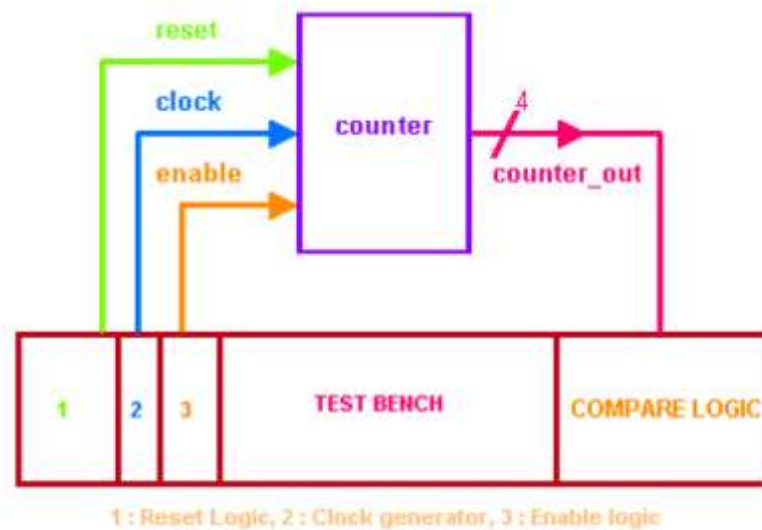 reset
clock
enable
counter
4
counter_out
1
2
3
TEST BENCH
COMPARE LOGIC
1 : Reset Logic, 2 : Clock generator, 3 : Enable logic